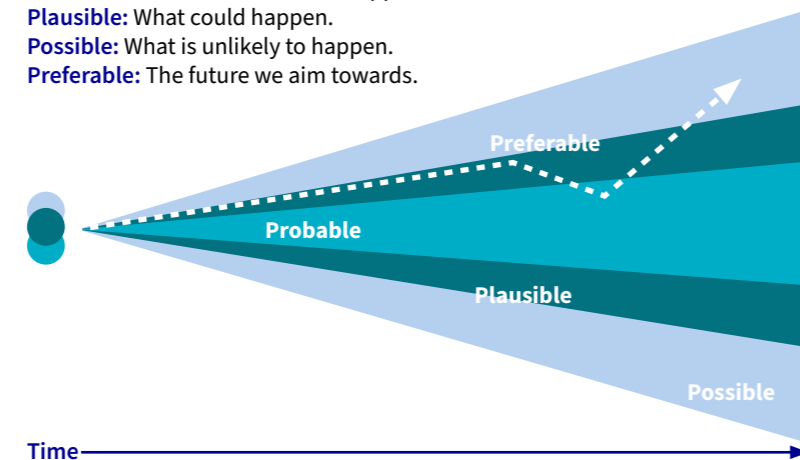 Plausible: What could happen.
Possible: What is unlikely to happen.
Preferable: The future we aim towards.
Preferable
Probable
Plausible
Possible
Time